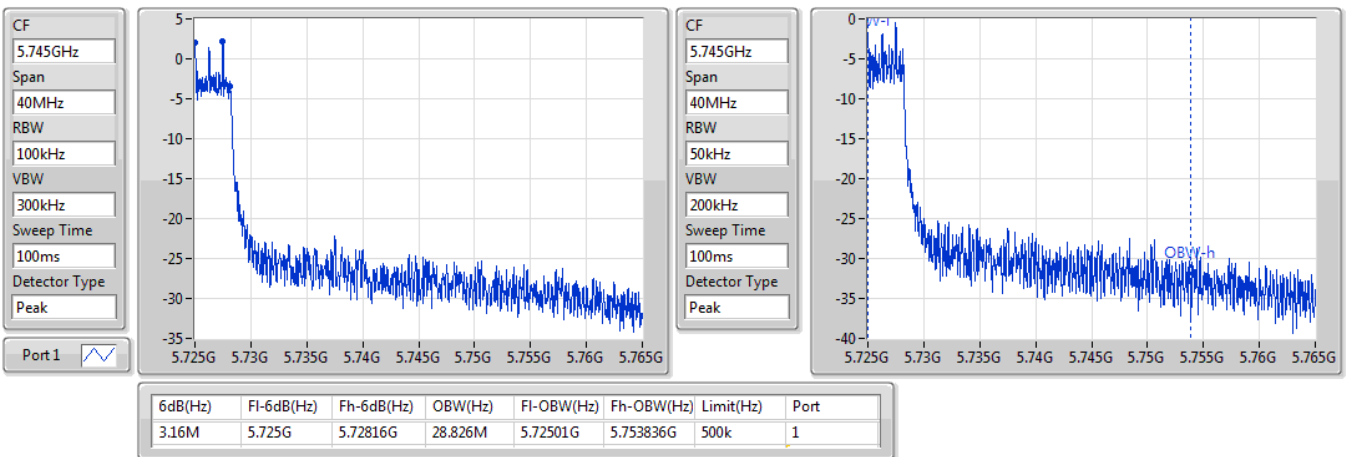 CF
5.745GHz
Span
40MHz
RBW
100kHz
VBW
300kHz
Sweep Time
100ms
Detector Type
Peak
Port 1
5
0
-5
-10
-15
-20
-25
-30
-35
5.725G 5.73G 5.735G 5.74G 5.745G 5.75G 5.755G 5.76G 5.765G
CF
5.745GHz
Span
40MHz
RBW
50kHz
VBW
200kHz
Sweep Time
100ms
Detector Type
Peak
0
-5
-10
-15
-20
-25
-30
-35
-40
OBW-h
5.725G 5.73G 5.735G 5.74G 5.745G 5.75G 5.755G 5.76G 5.765G
6dB(Hz) Fl-6dB(Hz) Fh-6dB(Hz) OBW(Hz) Fl-OBW(Hz) Fh-OBW(Hz) Limit(Hz) Port
3.16M 5.725G 5.72816G 28.826M 5.72501G 5.753836G 500k 1